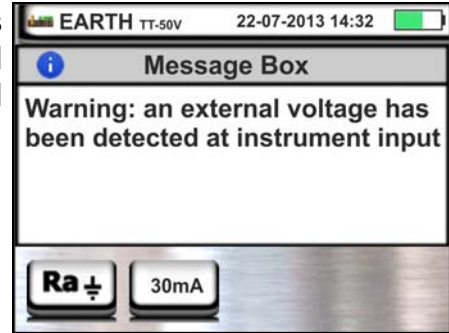 EARTH TT-50V 22-07-2013 14:32
Message Box
Warning: an external voltage has
been detected at instrument input
Ra
30mA